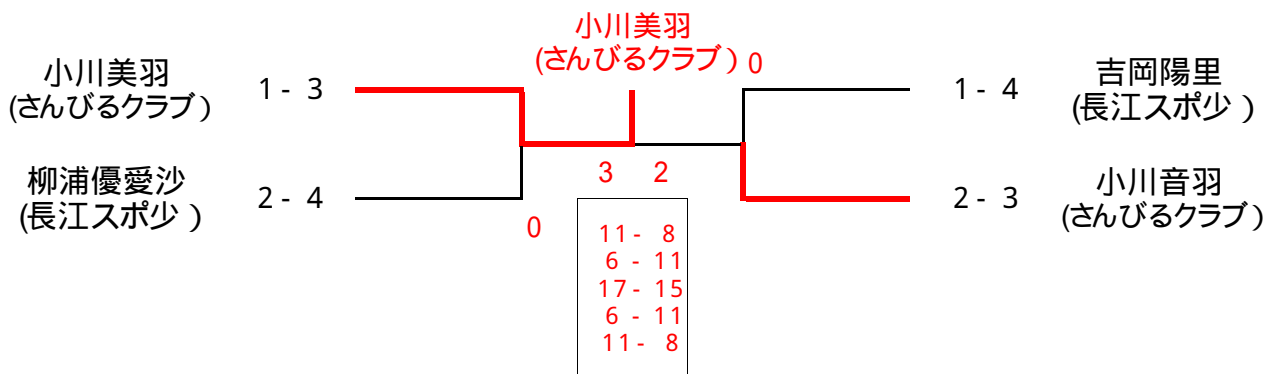 小川美羽
(さんびるクラブ) 0
小川美羽
(さんびるクラブ)
1 - 3
1 - 4
吉岡陽里
(長江スポ少)
3 2
柳浦優愛沙
(長江スポ少)
2 - 4
2 - 3
小川音羽
(さんびるクラブ)
0
11 - 8
6 - 11
17 - 15
6 - 11
11 - 8